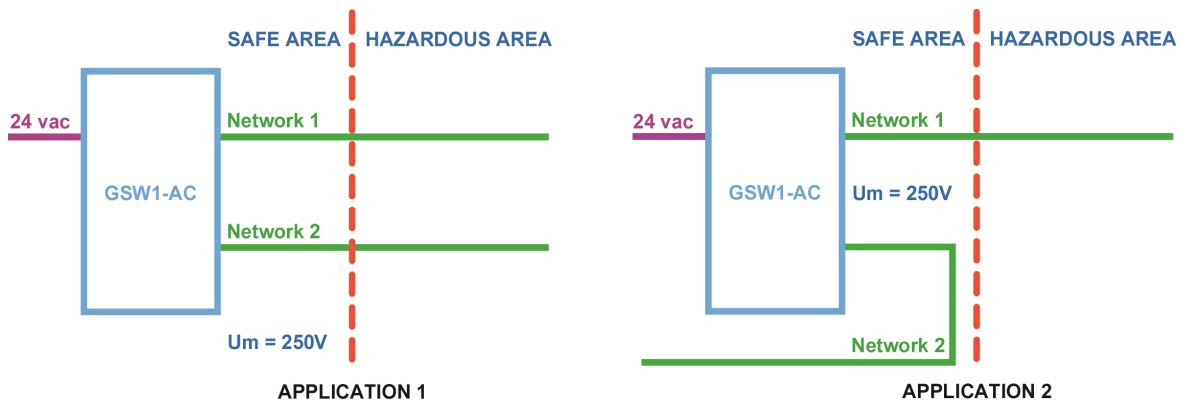 SAFE AREA HAZARDOUS AREA
24 vac
Network 1
GSW1-AC
Network 2
Um = 250V
APPLICATION 1
SAFE AREA HAZARDOUS AREA
24 vac
Network 1
GSW1-AC
Um = 250V
Network 2
APPLICATION 2